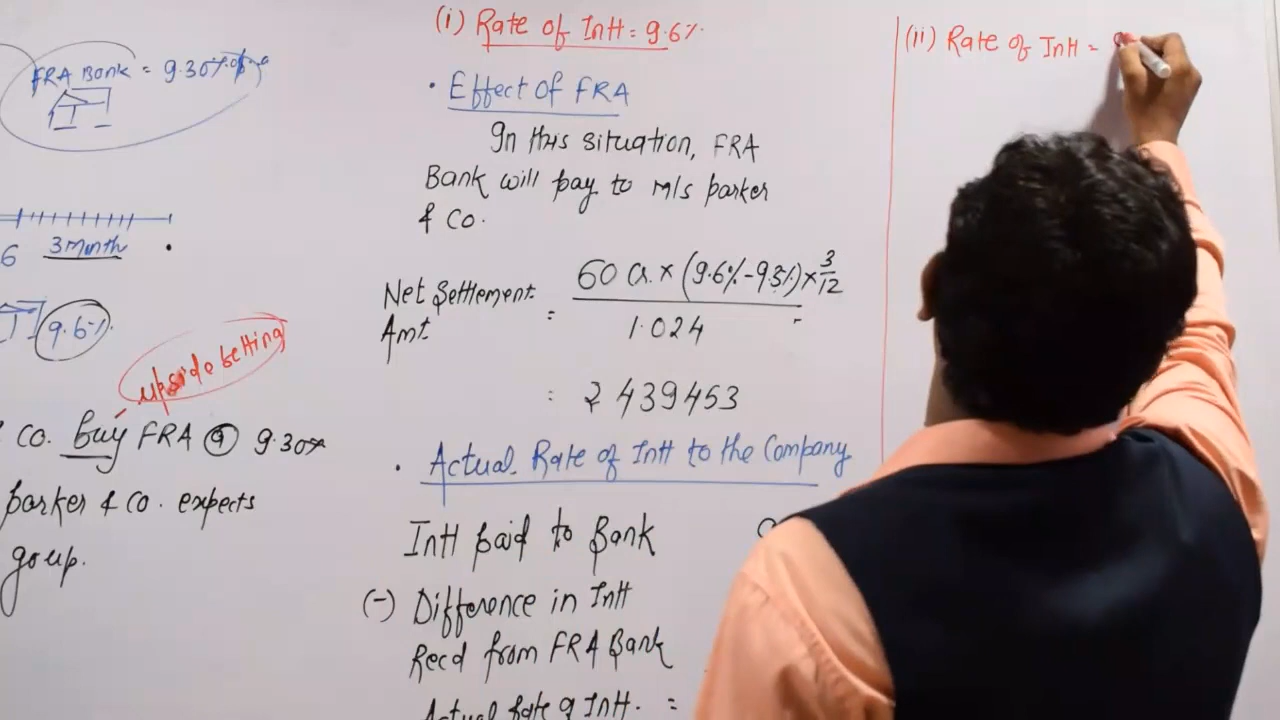 FRA Bank = 9.30%
6 3 Month
9.6%.
upside betting
Co. buy FRA @ 9.30%
parker & Co. expects
go up.
(i) Rate of Intt = 9.6%.
• Effect of FRA
In this situation, FRA
Bank will pay to M/s parker
& Co.
Net Settlement Amt. = 60 Cr. × (9.6% - 9.3%) × 3/12
1.024
= ₹ 439453
• Actual Rate of Intt to the Company
Intt paid to Bank
(-) Difference in Intt
Recd from FRA Bank
Actual Rate of Intt. =
(ii) Rate of Intt =